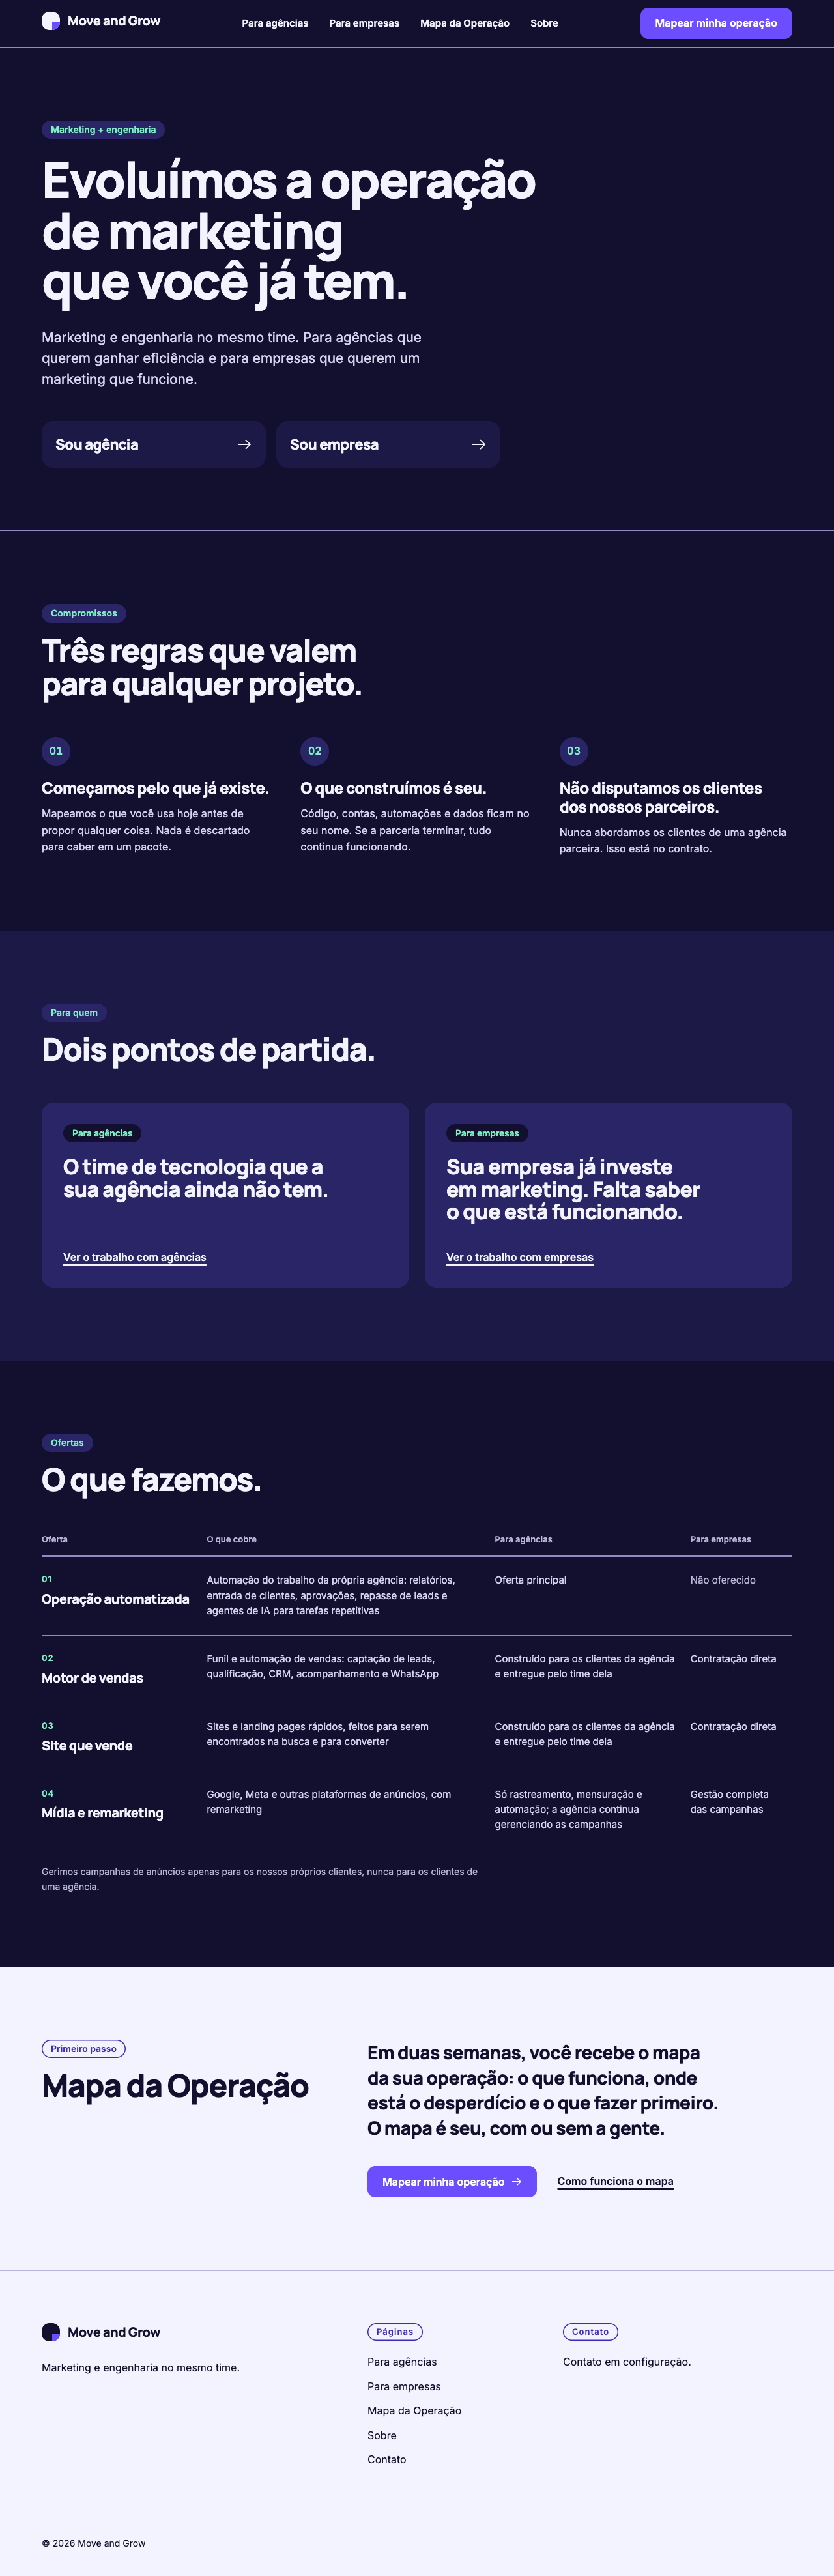 Move and Grow
Para agências
Para empresas
Mapa da Operação
Sobre
Mapear minha operação
Marketing + engenharia
Evoluímos a operação
de marketing
que você já tem.
Marketing e engenharia no mesmo time. Para agências que
querem ganhar eficiência e para empresas que querem um
marketing que funcione.
Sou agência
Sou empresa
Compromissos
Três regras que valem
para qualquer projeto.
01
Começamos pelo que já existe.
Mapeamos o que você usa hoje antes de
propor qualquer coisa. Nada é descartado
para caber em um pacote.
02
O que construímos é seu.
Código, contas, automações e dados ficam no
seu nome. Se a parceria terminar, tudo
continua funcionando.
03
Não disputamos os clientes
dos nossos parceiros.
Nunca abordamos os clientes de uma agência
parceira. Isso está no contrato.
Para quem
Dois pontos de partida.
Para agências
O time de tecnologia que a
sua agência ainda não tem.
Ver o trabalho com agências
Para empresas
Sua empresa já investe
em marketing. Falta saber
o que está funcionando.
Ver o trabalho com empresas
Ofertas
O que fazemos.
Oferta
O que cobre
Para agências
Para empresas
01
Operação automatizada
Automação do trabalho da própria agência: relatórios,
entrada de clientes, aprovações, repasse de leads e
agentes de IA para tarefas repetitivas
Oferta principal
Não oferecido
02
Motor de vendas
Funil e automação de vendas: captação de leads,
qualificação, CRM, acompanhamento e WhatsApp
Construído para os clientes da agência
e entregue pelo time dela
Contratação direta
03
Site que vende
Sites e landing pages rápidos, feitos para serem
encontrados na busca e para converter
Construído para os clientes da agência
e entregue pelo time dela
Contratação direta
04
Mídia e remarketing
Google, Meta e outras plataformas de anúncios, com
remarketing
Só rastreamento, mensuração e
automação; a agência continua
gerenciando as campanhas
Gestão completa
das campanhas
Gerimos campanhas de anúncios apenas para os nossos próprios clientes, nunca para os clientes de
uma agência.
Primeiro passo
Mapa da Operação
Em duas semanas, você recebe o mapa
da sua operação: o que funciona, onde
está o desperdício e o que fazer primeiro.
O mapa é seu, com ou sem a gente.
Mapear minha operação
Como funciona o mapa
Move and Grow
Marketing e engenharia no mesmo time.
Páginas
Para agências
Para empresas
Mapa da Operação
Sobre
Contato
Contato
Contato em configuração.
© 2026 Move and Grow